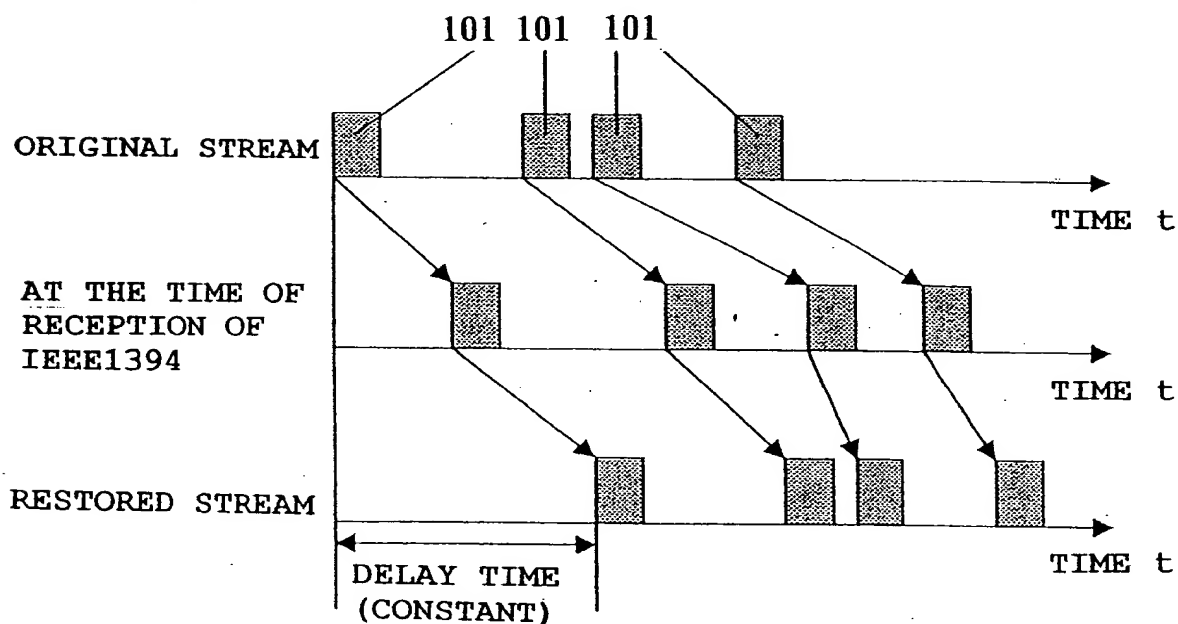 101 101 101
ORIGINAL STREAM
TIME t
AT THE TIME OF
RECEPTION OF
IEEE1394
TIME t
RESTORED STREAM
TIME t
DELAY TIME
(CONSTANT)